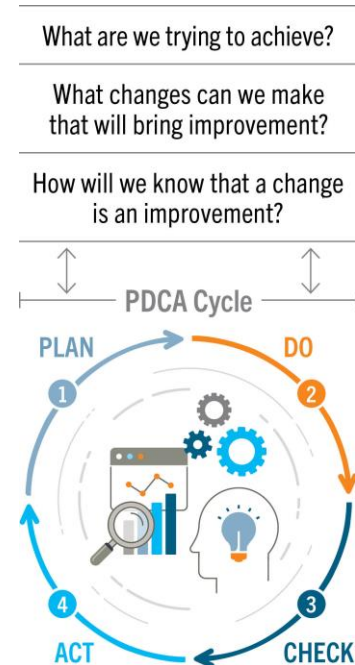 What are we trying to achieve?
What changes can we make
that will bring improvement?
How will we know that a change
is an improvement?
PDCA Cycle
PLAN
DO
1
2
4
3
ACT
CHECK